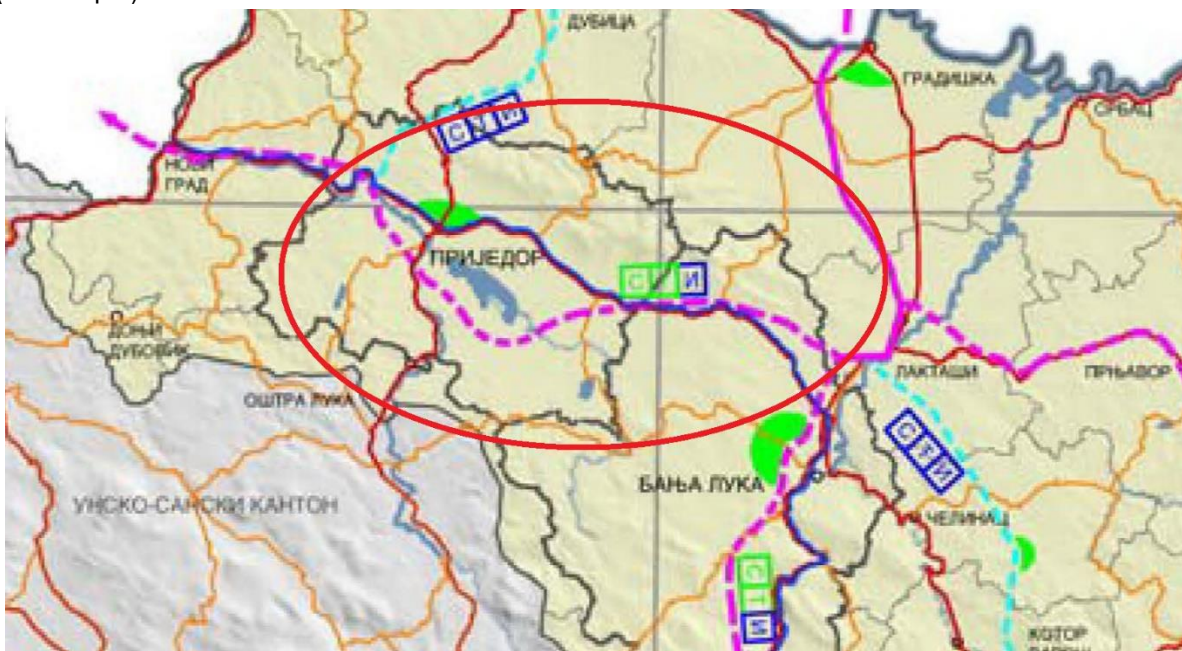 ДУБИЦА
ГРАДИШКА
СРБАЦ
С Т И
НОВИ
ГРАД
ПРИЈЕДОР
С Т И
ДОЊИ
ДУБОВИК
ОШТРА ЛУКА
ЛАКТАШИ
ПРЊАВОР
С Т И
БАЊА ЛУКА
УНСКО-САНСКИ КАНТОН
ЧЕЛИНАЦ
С Т И
КОТОР